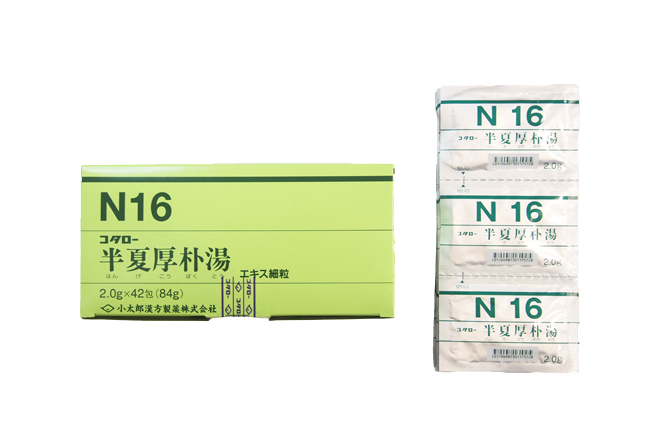 N16
コタロー
半夏厚朴湯
はん げ こう ぼく とう
エキス細粒
2.0g×42包(84g)
小太郎漢方製薬株式会社
N 16
コタロー 半夏厚朴湯
2.0g
N 16
コタロー 半夏厚朴湯
2.0g
N 16
コタロー 半夏厚朴湯
2.0g